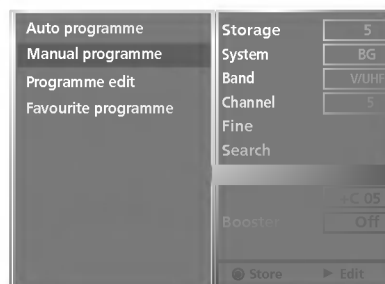 Auto programme
Manual programme
Programme edit
Favourite programme
Storage 5
System BG
Band V/UHF
Channel 5
Fine
Search
C 05
Booster Off
Store ► Edit